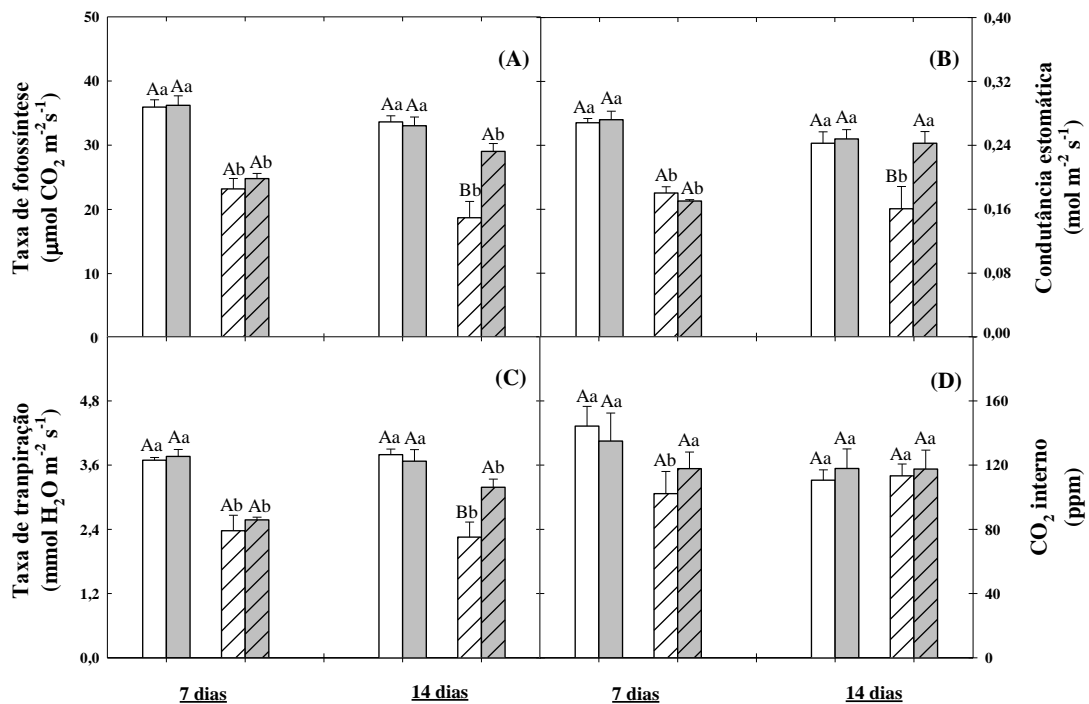 50
40
30
20
10
0
Taxa de fotossíntese
(µmol CO2 m-2s-1)
(A)
Aa Aa
Ab Ab
Aa Aa
Bb
Ab
(B)
Aa Aa
Ab Ab
Aa Aa
Bb
Aa
0,40
0,32
0,24
0,16
0,08
0,00
Condutância estomática
(mol m-2 s-1)
4,8
3,6
2,4
1,2
0,0
Taxa de tranpiração
(mmol H2O m-2 s-1)
(C)
Aa Aa
Ab Ab
Aa Aa
Bb
Ab
(D)
Aa Aa
Ab Aa
Aa Aa
Aa Aa
160
120
80
40
0
CO2 interno
(ppm)
7 dias 14 dias 7 dias 14 dias